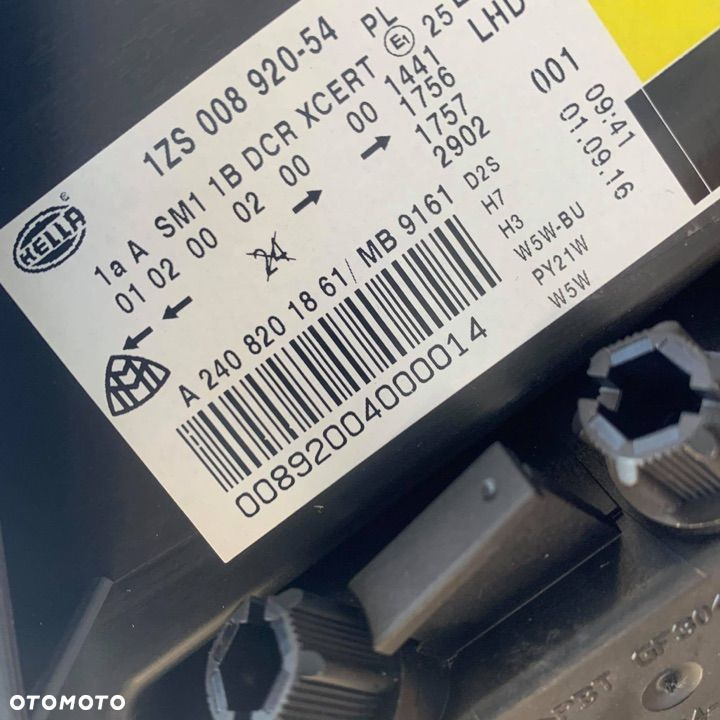 1ZS 008 920-54 PL
1a A SM1 1B DCR XCERT E1 25
LHD
01 02 00 02 00 00 1441
1756
1757
2902
24
HELLA
A 240 820 18 61/ MB 9161
0089200400014
D2S
H7
H3
W5W-BU
PY21W
W5W
001
09:41
01.09.16
OTOMOTO